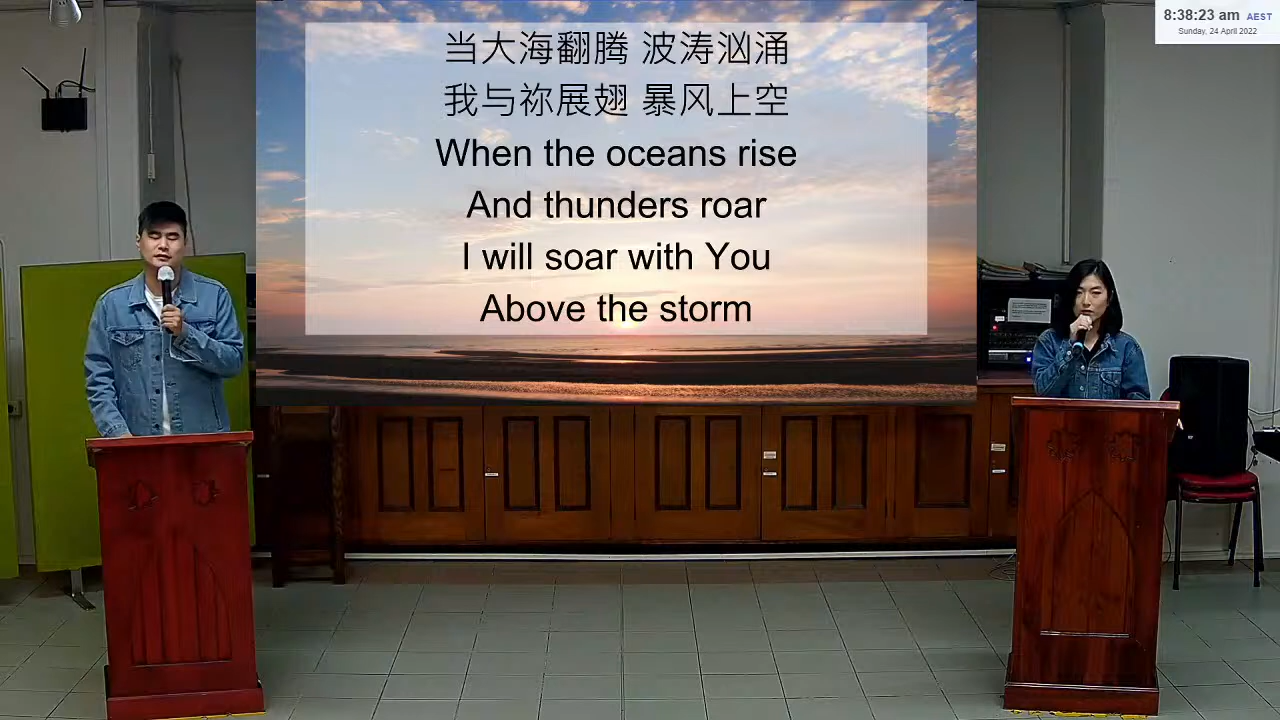 8:38:23 am AEST
Sunday, 24 April 2022
当大海翻腾 波涛汹涌
我与祢展翅 暴风上空
When the oceans rise
And thunders roar
I will soar with You
Above the storm